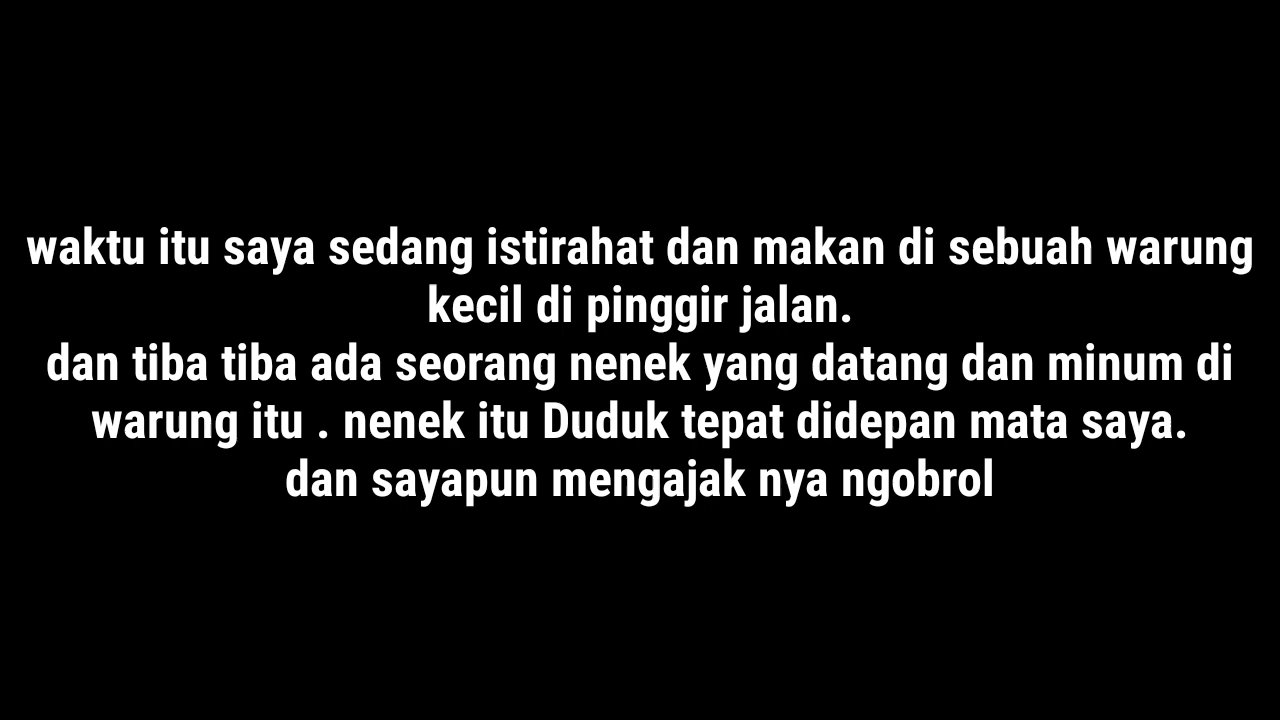 waktu itu saya sedang istirahat dan makan di sebuah warung
kecil di pinggir jalan.
dan tiba tiba ada seorang nenek yang datang dan minum di
warung itu . nenek itu Duduk tepat didepan mata saya.
dan sayapun mengajak nya ngobrol